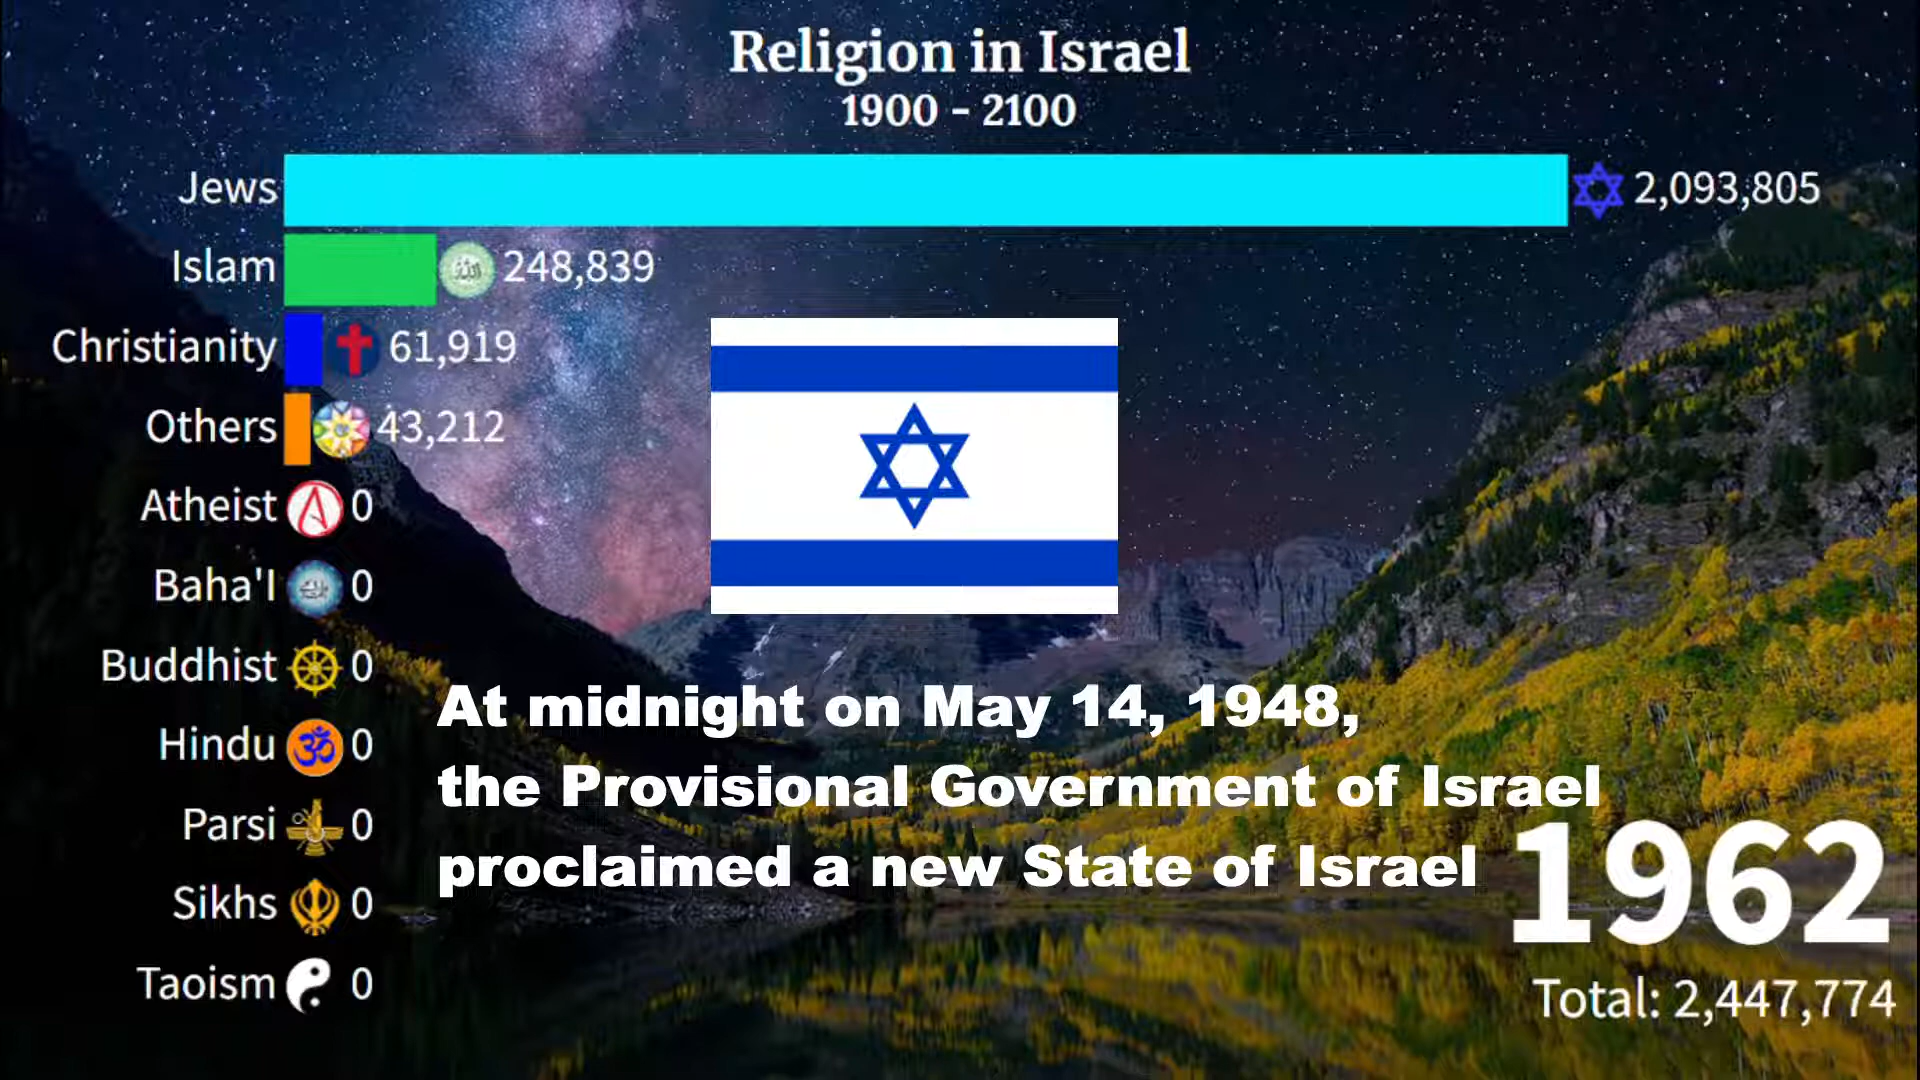 Religion in Israel
1900 - 2100
Jews 2,093,805
Islam 248,839
Christianity 61,919
Others 43,212
Atheist 0
Baha'I 0
Buddhist 0
Hindu 0
Parsi 0
Sikhs 0
Taoism 0
At midnight on May 14, 1948,
the Provisional Government of Israel
proclaimed a new State of Israel
1962
Total: 2,447,774